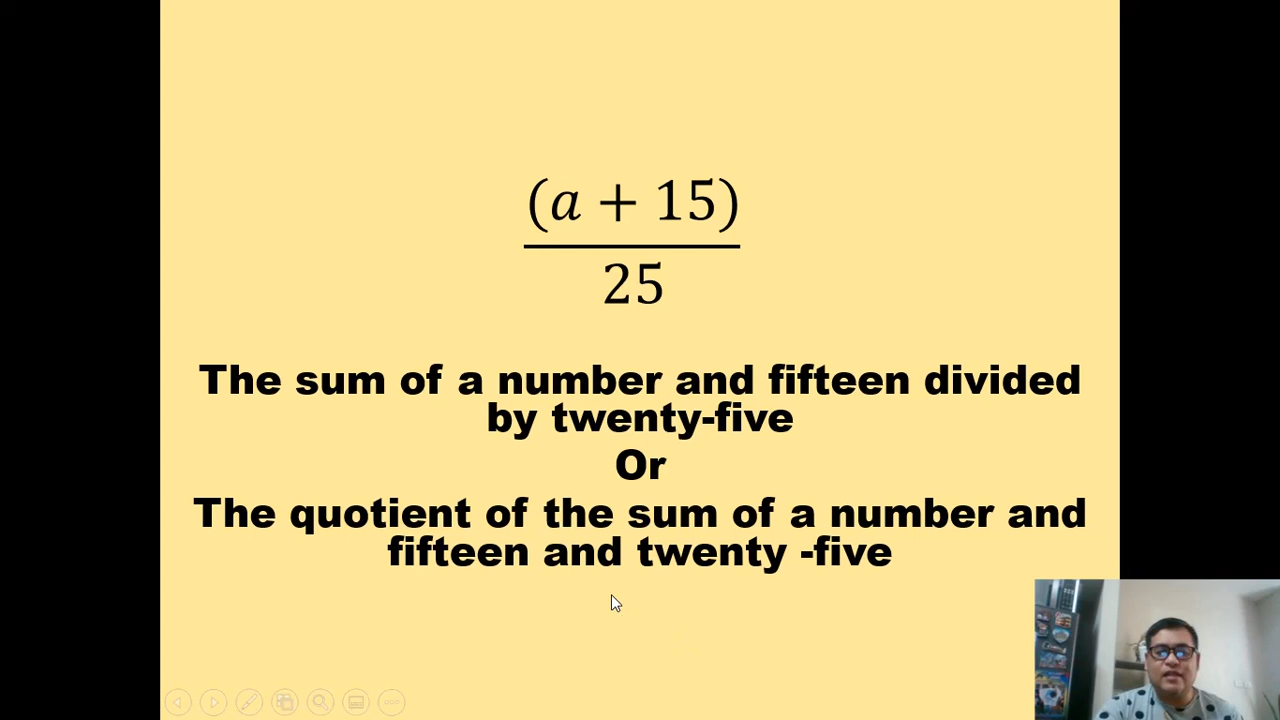 (a + 15)
25
The sum of a number and fifteen divided
by twenty-five
Or
The quotient of the sum of a number and
fifteen and twenty -five